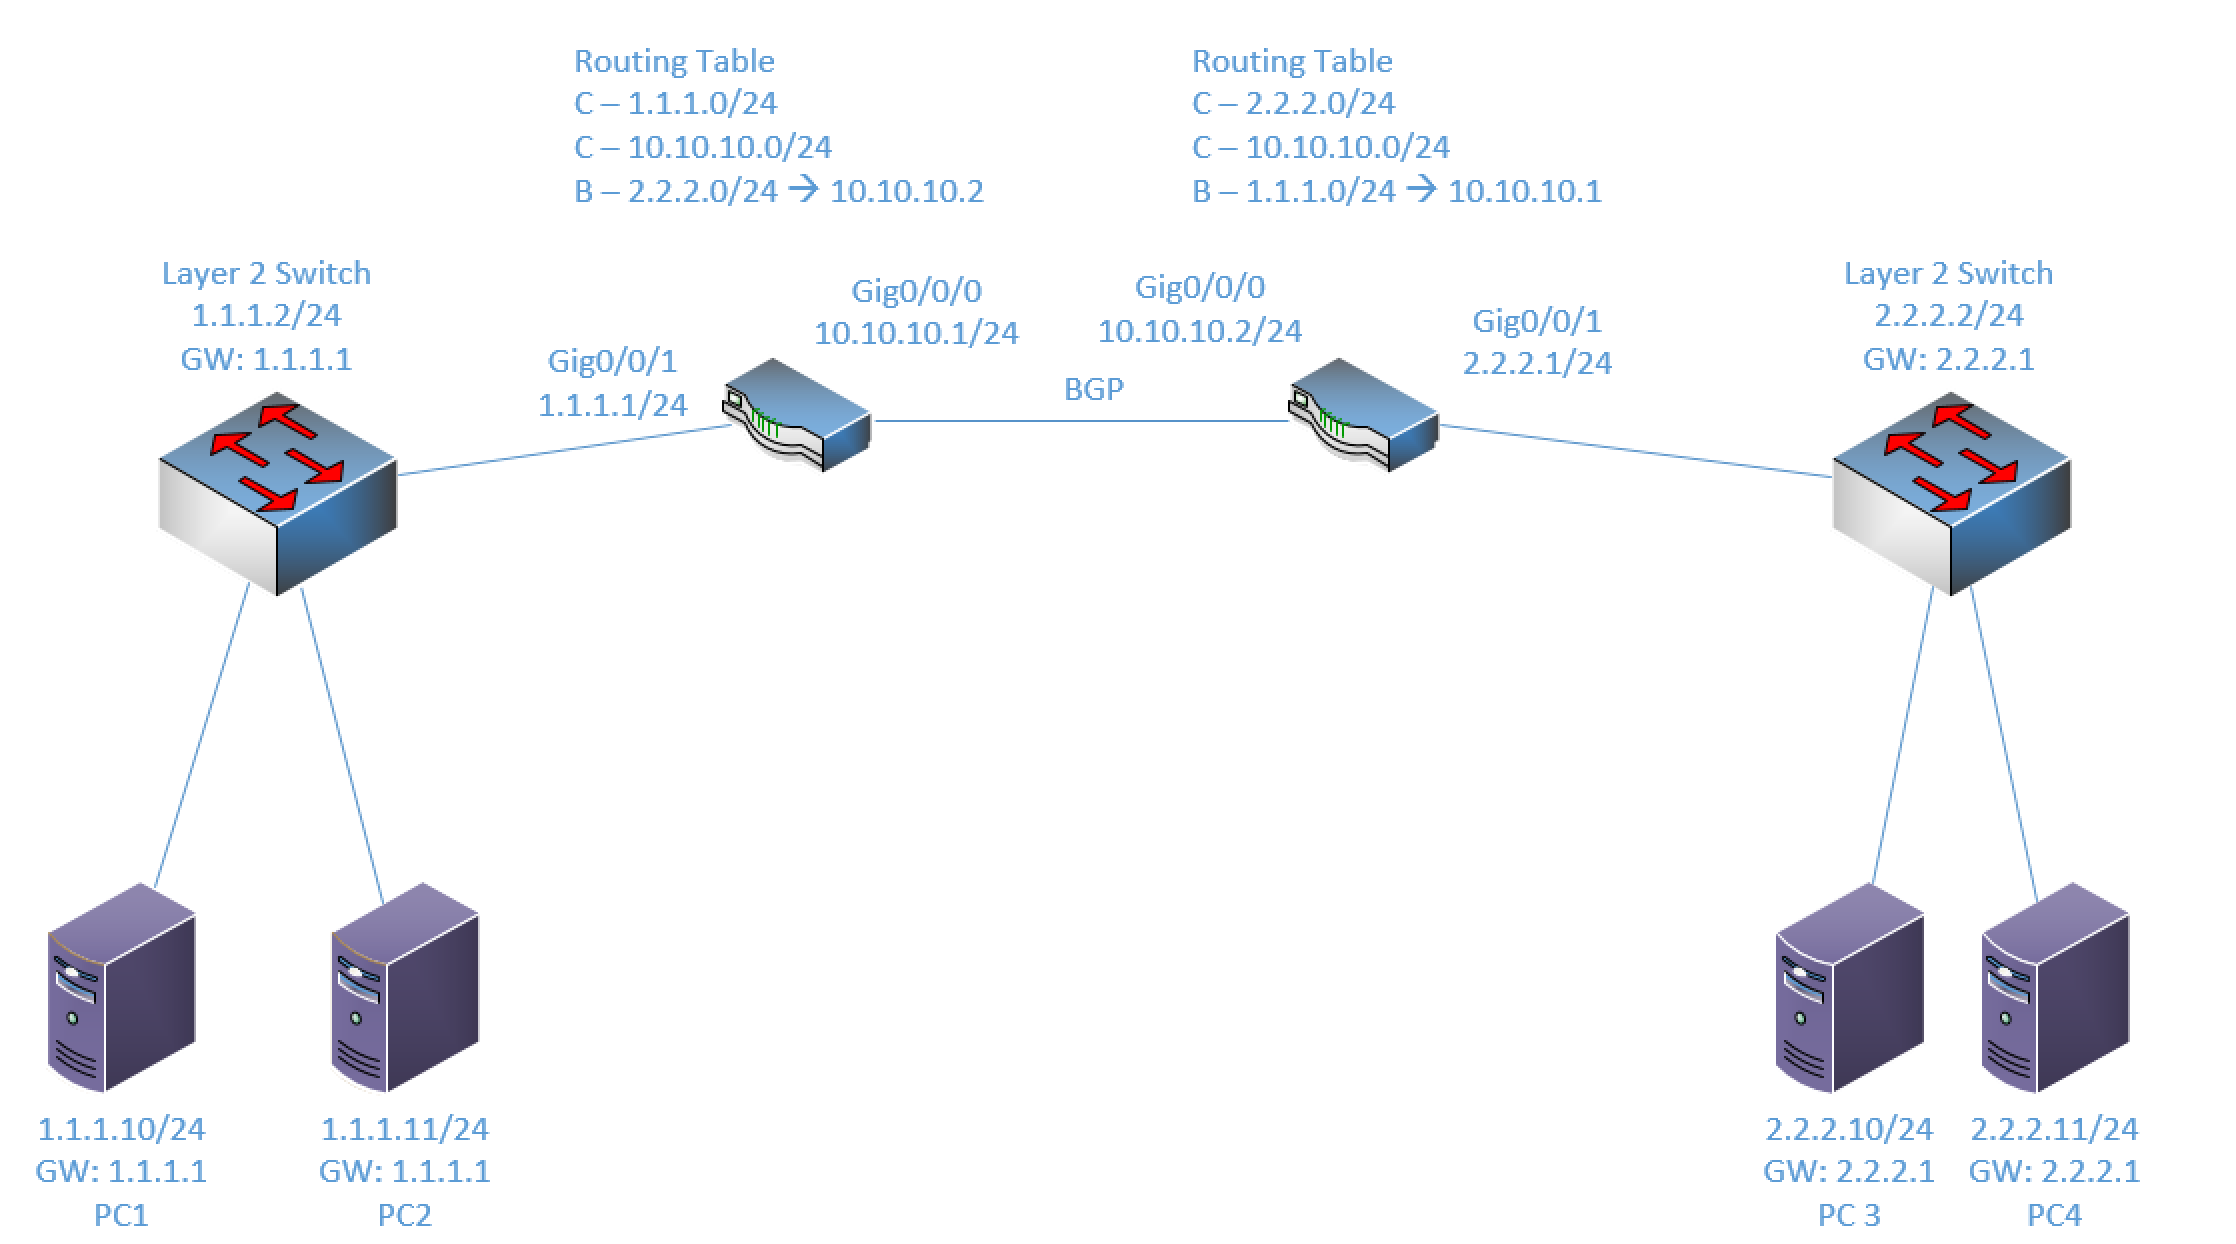 Routing Table
C – 1.1.1.0/24
C – 10.10.10.0/24
B – 2.2.2.0/24 → 10.10.10.2
Routing Table
C – 2.2.2.0/24
C – 10.10.10.0/24
B – 1.1.1.0/24 → 10.10.10.1
Layer 2 Switch
1.1.1.2/24
GW: 1.1.1.1
Gig0/0/1
1.1.1.1/24
Gig0/0/0
10.10.10.1/24
BGP
Gig0/0/0
10.10.10.2/24
Gig0/0/1
2.2.2.1/24
Layer 2 Switch
2.2.2.2/24
GW: 2.2.2.1
1.1.1.10/24
GW: 1.1.1.1
PC1
1.1.1.11/24
GW: 1.1.1.1
PC2
2.2.2.10/24
GW: 2.2.2.1
PC 3
2.2.2.11/24
GW: 2.2.2.1
PC4